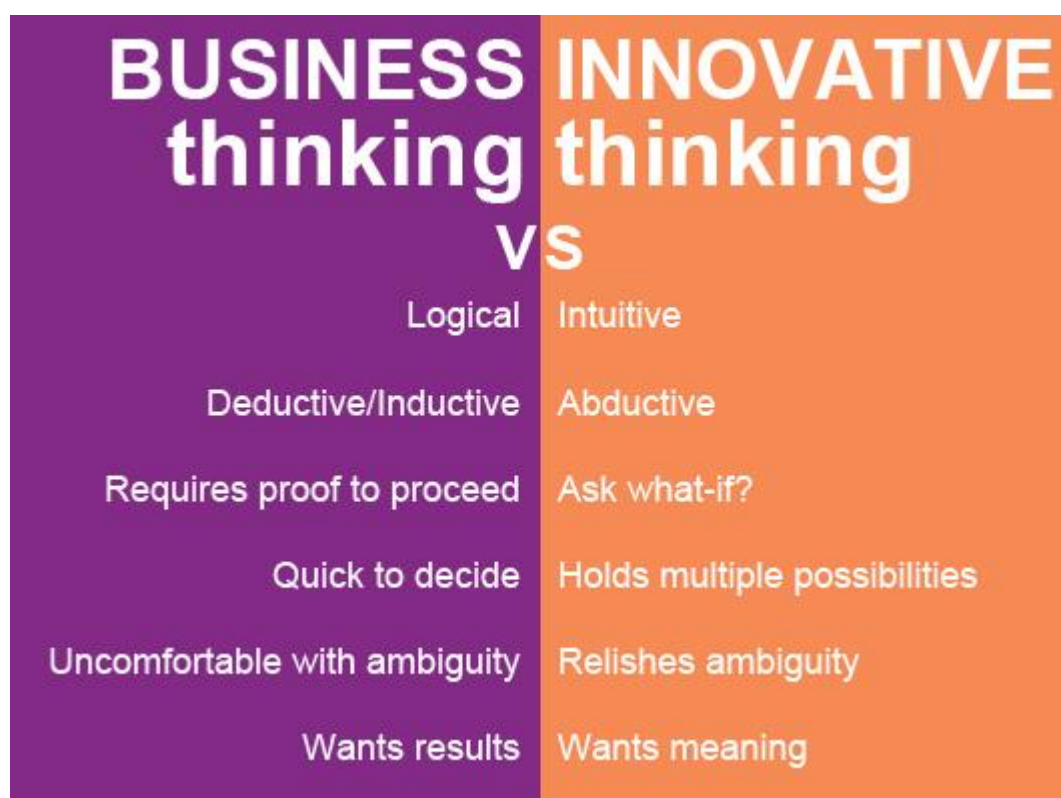 BUSINESS INNOVATIVE
thinking thinking
VS
Logical Intuitive
Deductive/Inductive Abductive
Requires proof to proceed Ask what-if?
Quick to decide Holds multiple possibilities
Uncomfortable with ambiguity Relishes ambiguity
Wants results Wants meaning